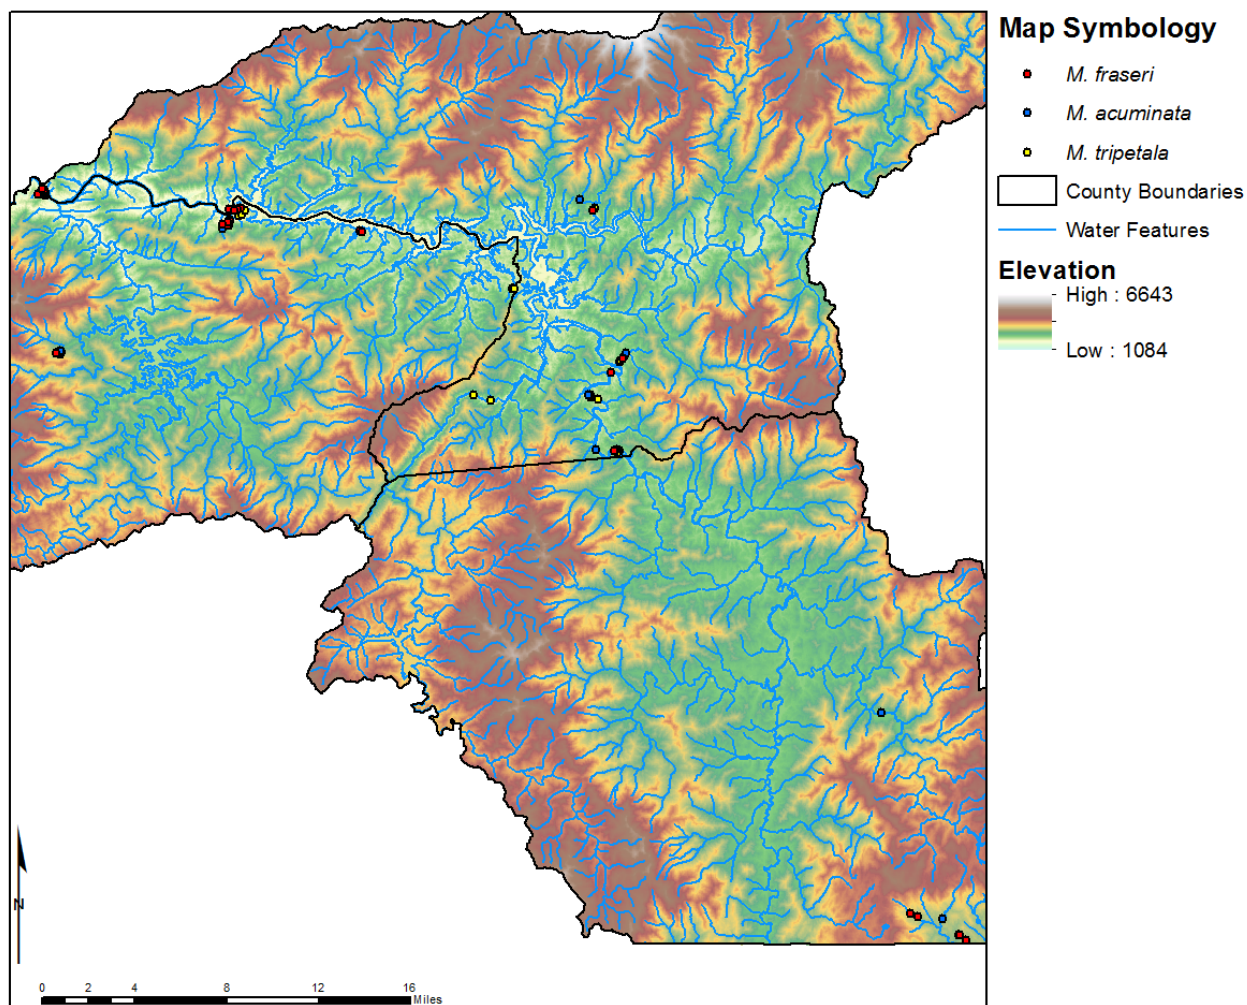 Map Symbology
M. fraseri
M. acuminata
M. tripetala
County Boundaries
Water Features
Elevation
High : 6643
Low : 1084
N
0 2 4 8 12 16
Miles